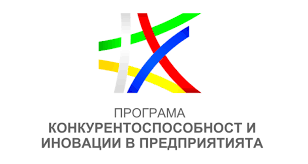 ПРОГРАМА
КОНКУРЕНТОСПОСОБНОСТ И
ИНОВАЦИИ В ПРЕДПРИЯТИЯТА